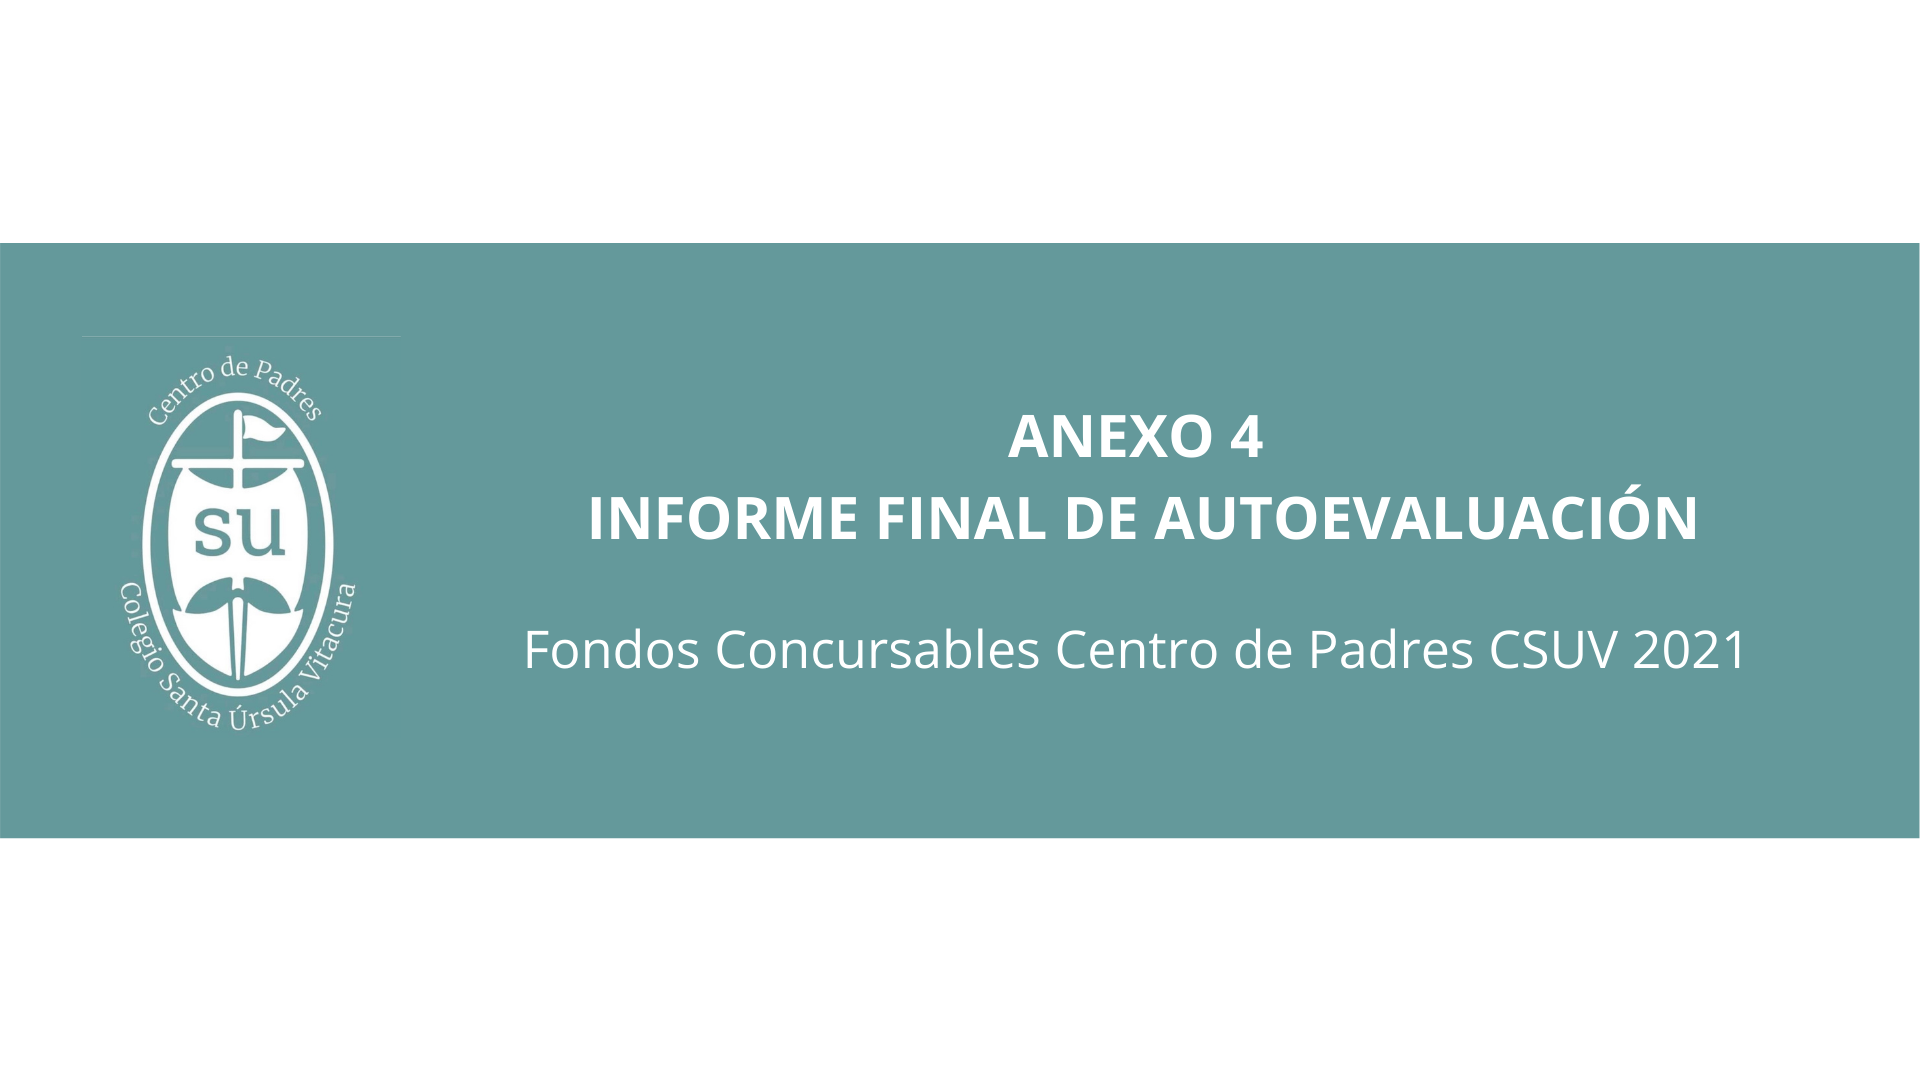 Centro de Padres
su
Colegio Santa Úrsula Vitacura
ANEXO 4
INFORME FINAL DE AUTOEVALUACIÓN
Fondos Concursables Centro de Padres CSUV 2021